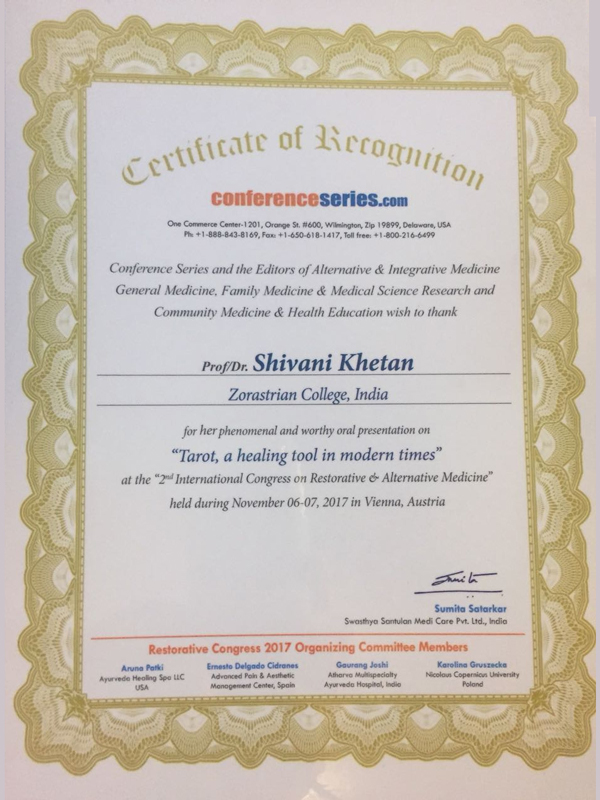 Certificate of Recognition
conferenceseries.com
One Commerce Center-1201, Orange St. #600, Wilmington, Zip 19899, Delaware, USA
Ph: +1-888-843-8169, Fax: +1-650-618-1417, Toll free: +1-800-216-6499
Conference Series and the Editors of Alternative & Integrative Medicine
General Medicine, Family Medicine & Medical Science Research and
Community Medicine & Health Education wish to thank
Prof/Dr. Shivani Khetan
Zorastrian College, India
for her phenomenal and worthy oral presentation on
"Tarot, a healing tool in modern times"
at the "2nd International Congress on Restorative & Alternative Medicine"
held during November 06-07, 2017 in Vienna, Austria
Sumita
Sumita Satarkar
Swasthya Santulan Medi Care Pvt. Ltd., India
Restorative Congress 2017 Organizing Committee Members
Aruna Patki
Ayurveda Healing Spa LLC
USA
Ernesto Delgado Cidranes
Advanced Pain & Aesthetic
Management Center, Spain
Gaurang Joshi
Atharva Multispecialty
Ayurveda Hospital, India
Karolina Gruszecka
Nicolaus Copernicus University
Poland